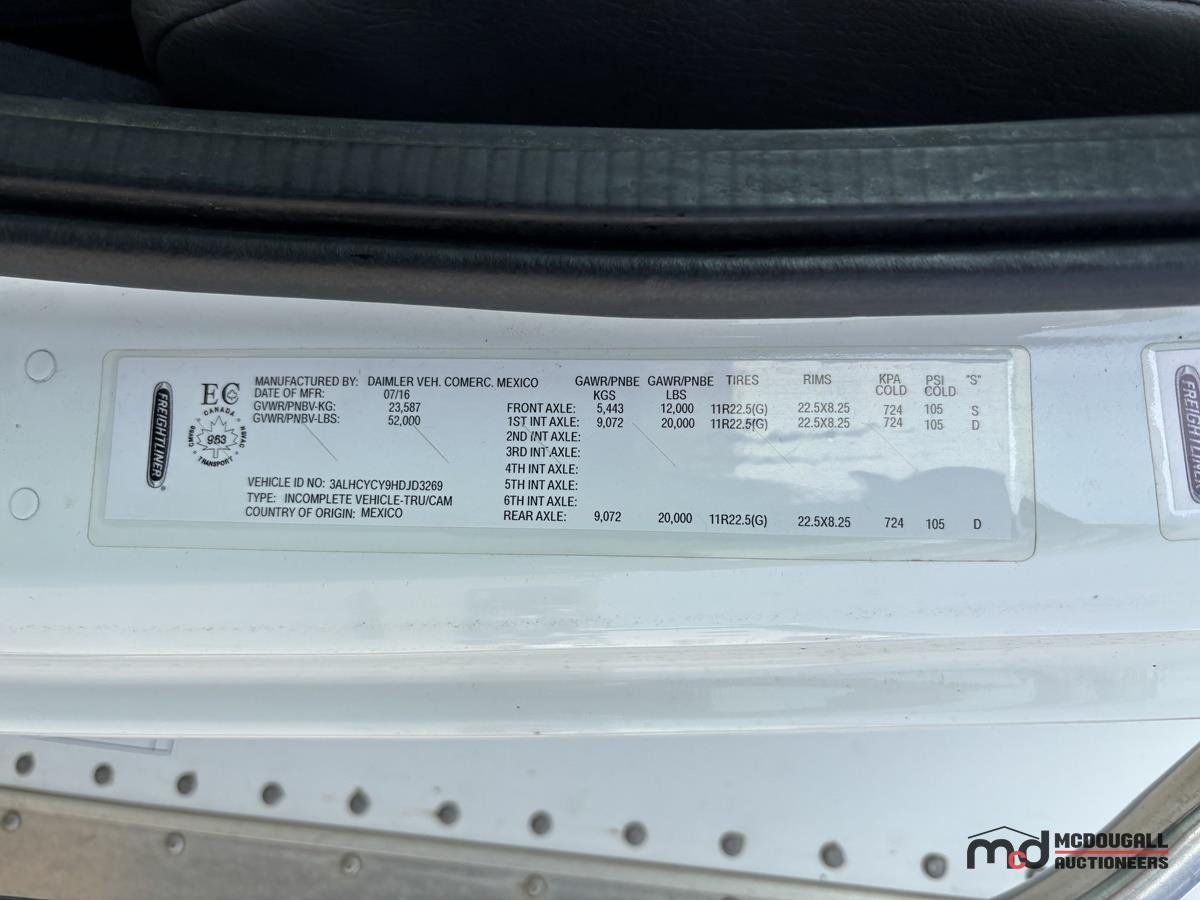 FREIGHTLINER
EC
CANADA
CMVSS NSVAC
983
TRANSPORT
MANUFACTURED BY: DAIMLER VEH. COMERC. MEXICO
DATE OF MFR: 07/16
GVWR/PNBV-KG: 23,587
GVWR/PNBV-LBS: 52,000
VEHICLE ID NO: 3ALHCYCY9HDJD3269
TYPE: INCOMPLETE VEHICLE-TRU/CAM
COUNTRY OF ORIGIN: MEXICO
GAWR/PNBE GAWR/PNBE TIRES RIMS KPA PSI "S"
KGS LBS COLD COLD
FRONT AXLE: 5,443 12,000 11R22.5(G) 22.5X8.25 724 105 S
1ST INT AXLE: 9,072 20,000 11R22.5(G) 22.5X8.25 724 105 D
2ND INT AXLE:
3RD INT AXLE:
4TH INT AXLE:
5TH INT AXLE:
6TH INT AXLE:
REAR AXLE: 9,072 20,000 11R22.5(G) 22.5X8.25 724 105 D
FREIGHTLINER
mcd MCDOUGALL
AUCTIONEERS